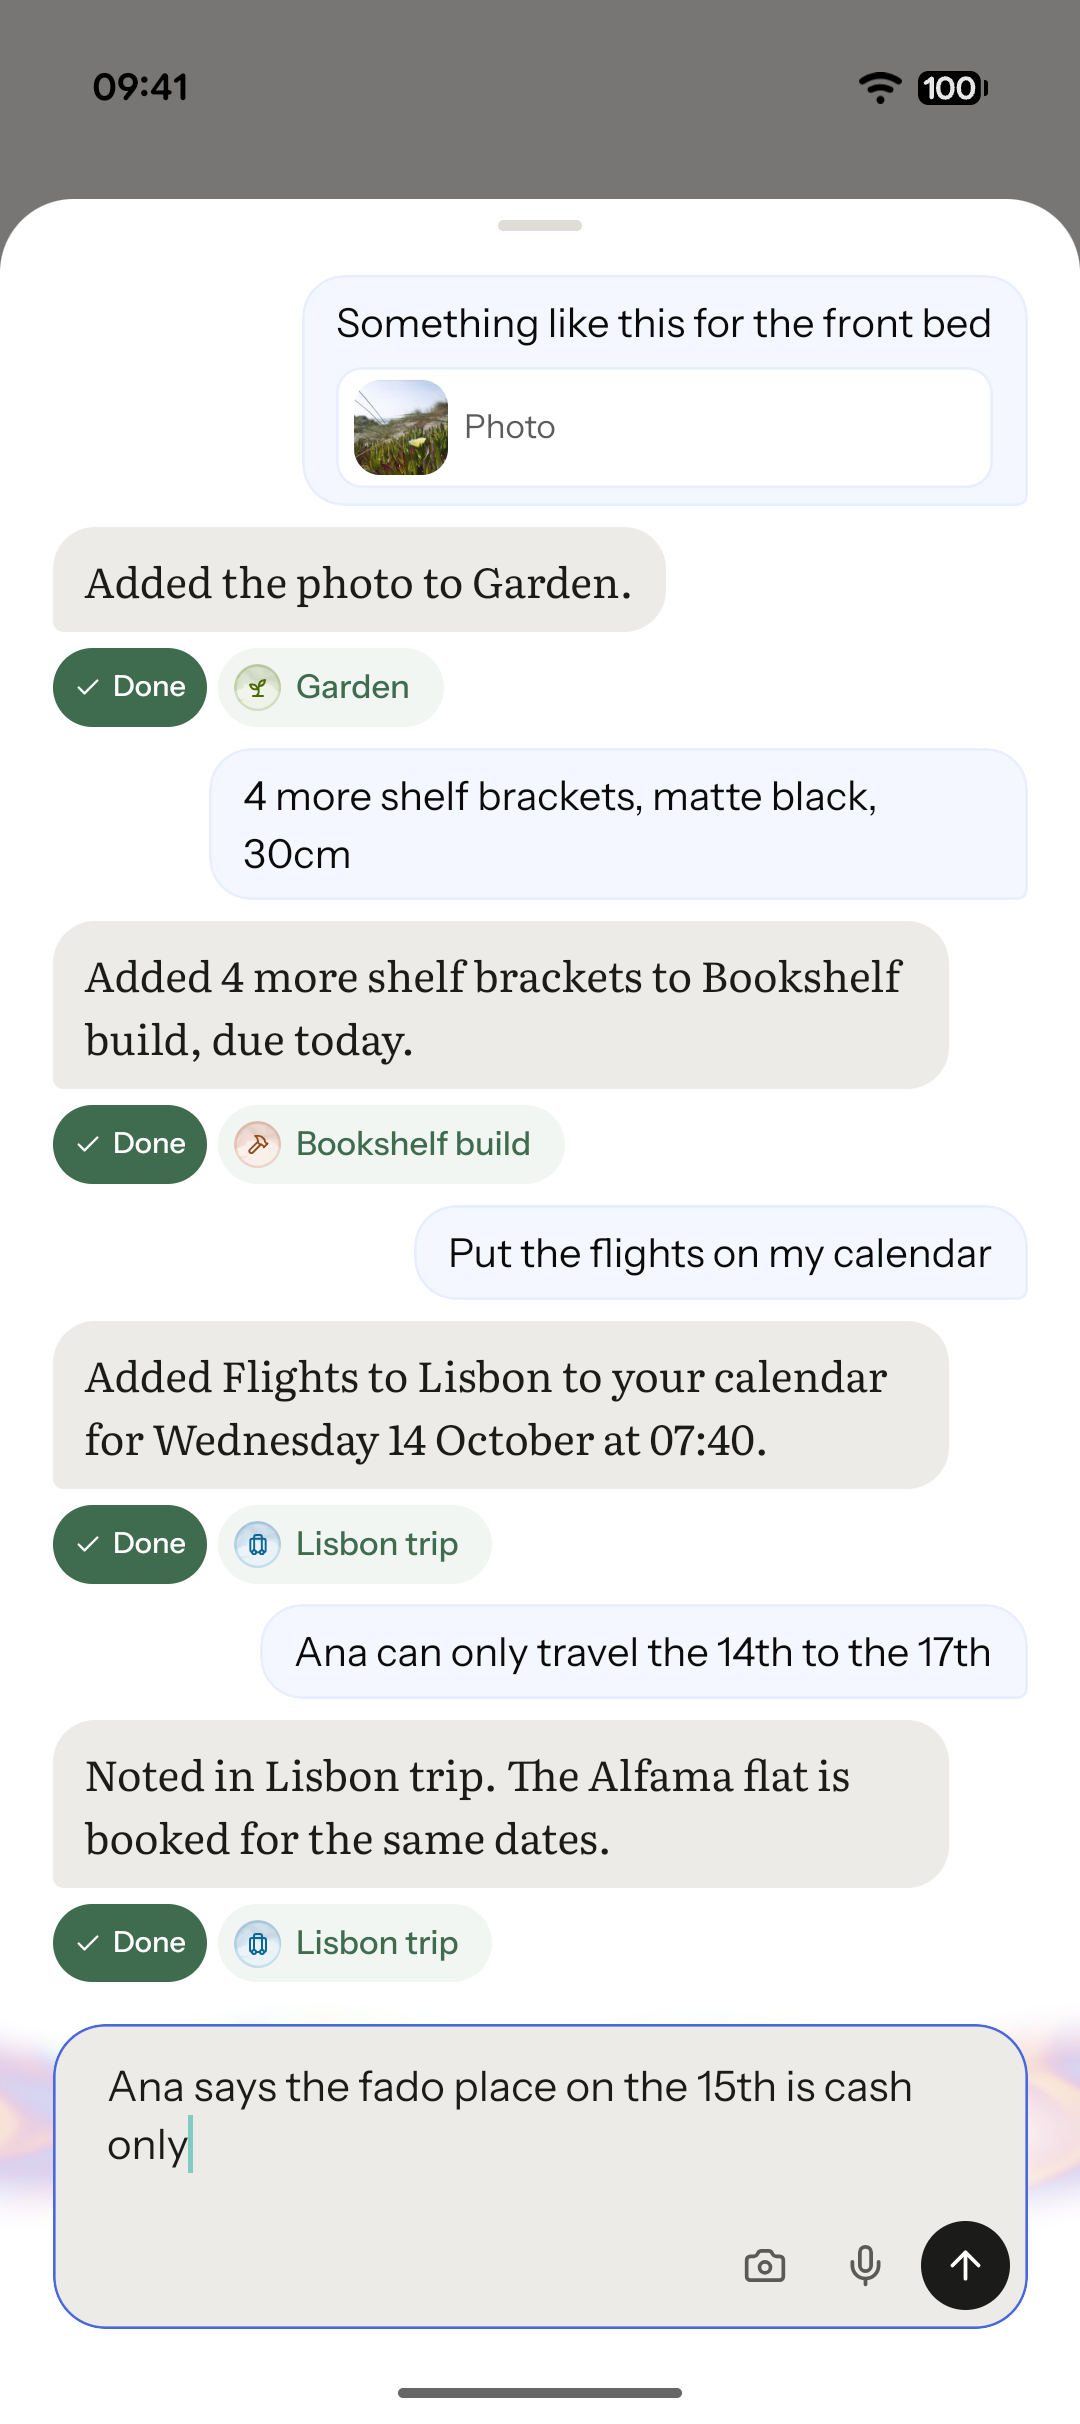 09:41
100
Something like this for the front bed
Photo
Added the photo to Garden.
Done
Garden
4 more shelf brackets, matte black,
30cm
Added 4 more shelf brackets to Bookshelf
build, due today.
Done
Bookshelf build
Put the flights on my calendar
Added Flights to Lisbon to your calendar
for Wednesday 14 October at 07:40.
Done
Lisbon trip
Ana can only travel the 14th to the 17th
Noted in Lisbon trip. The Alfama flat is
booked for the same dates.
Done
Lisbon trip
Ana says the fado place on the 15th is cash
only